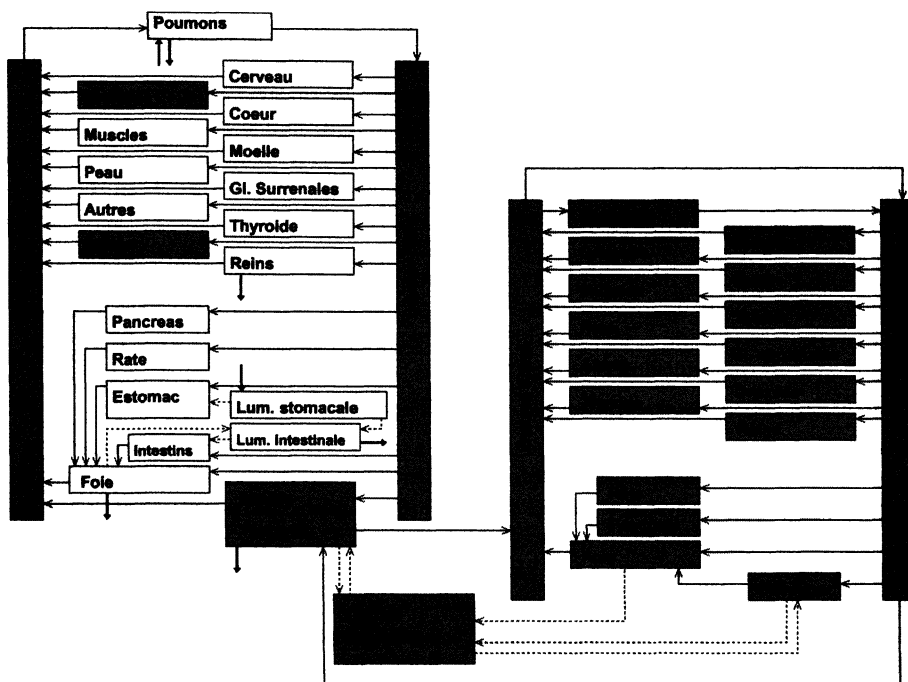 Poumons
Cerveau
Coeur
Muscles
Moelle
Peau
Gl. Surrenales
Autres
Thyroide
Reins
Pancreas
Rate
Estomac
Lum. stomacale
Lum. intestinale
Intestins
Foie